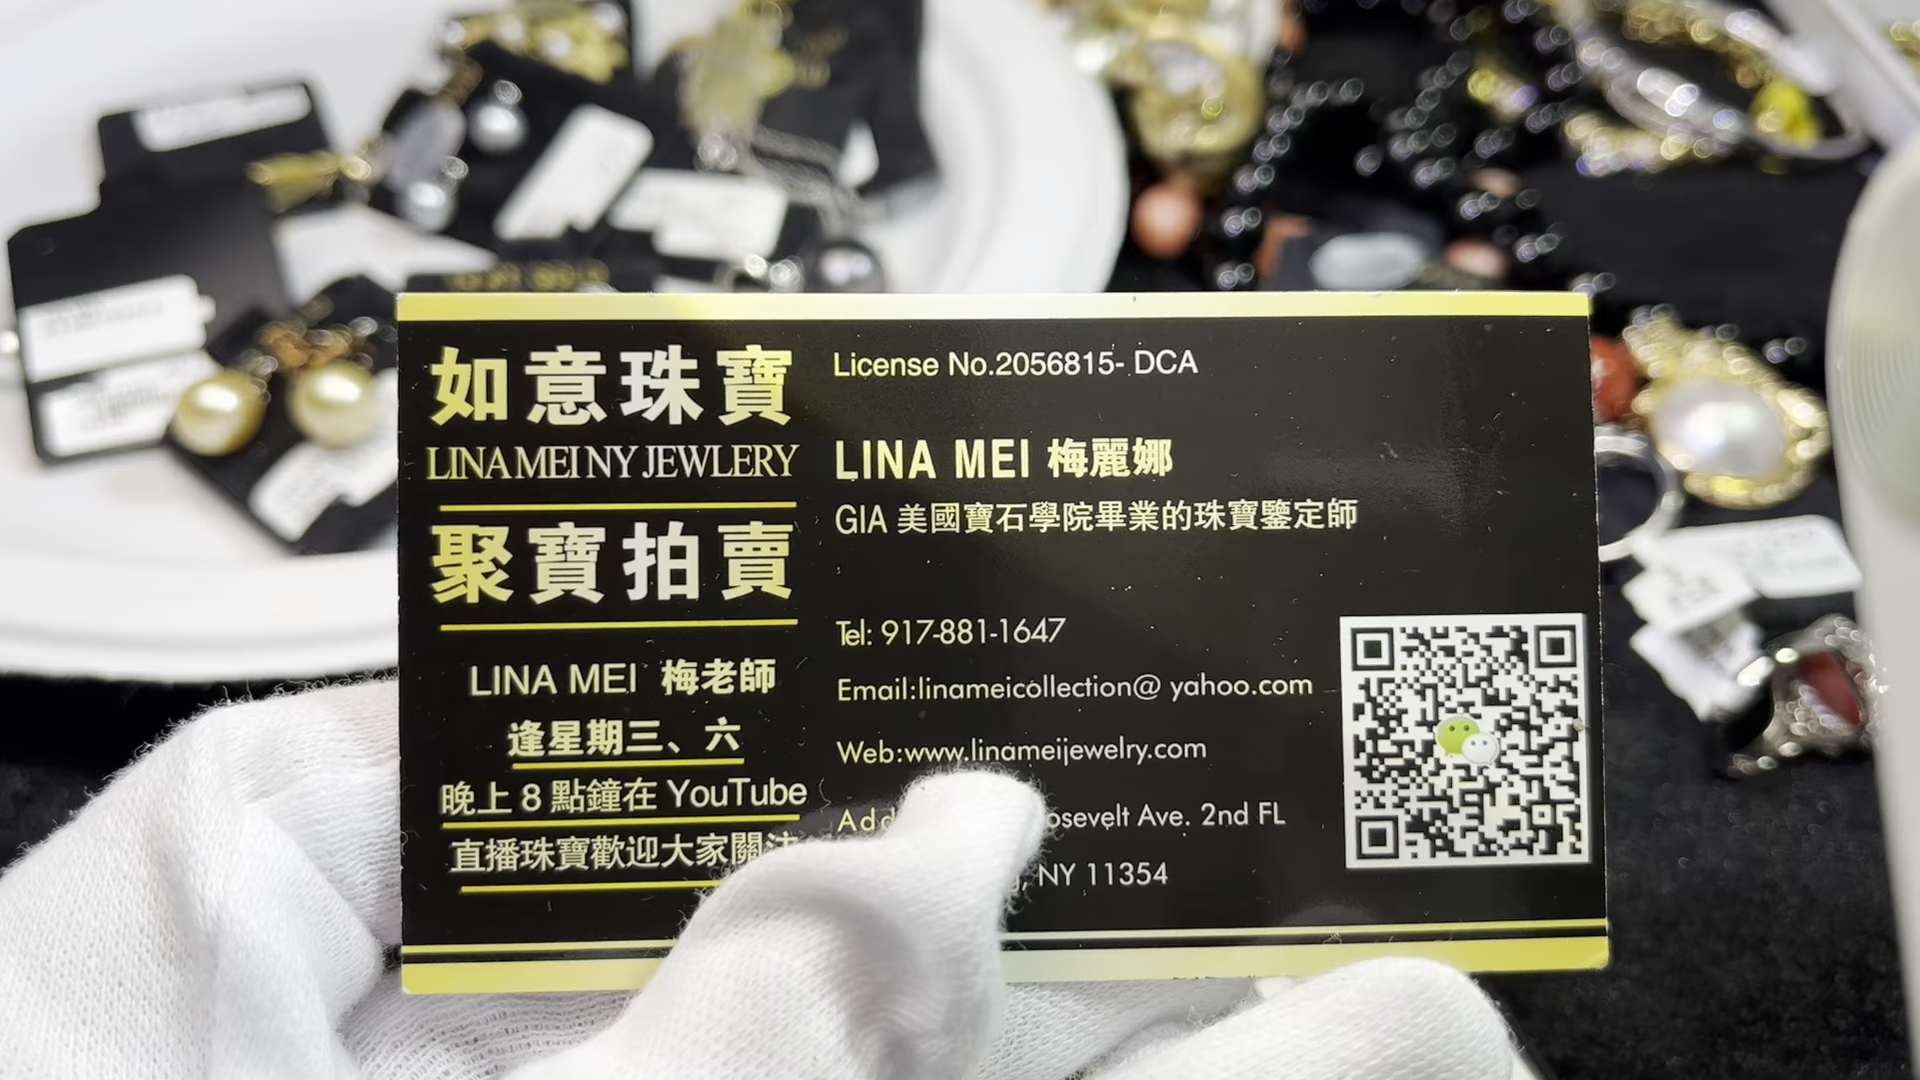 如意珠寶
LINA MEI NY JEWLERY
聚寶拍賣
LINA MEI 梅老師
逢星期三、六
晚上 8 點鐘在 YouTube
直播珠寶歡迎大家關注
License No.2056815- DCA
LINA MEI 梅麗娜
GIA 美國寶石學院畢業的珠寶鑒定師
Tel: 917-881-1647
Email:linameicollection@ yahoo.com
Web:www.linameijewelry.com
Ave. 2nd FL
, NY 11354